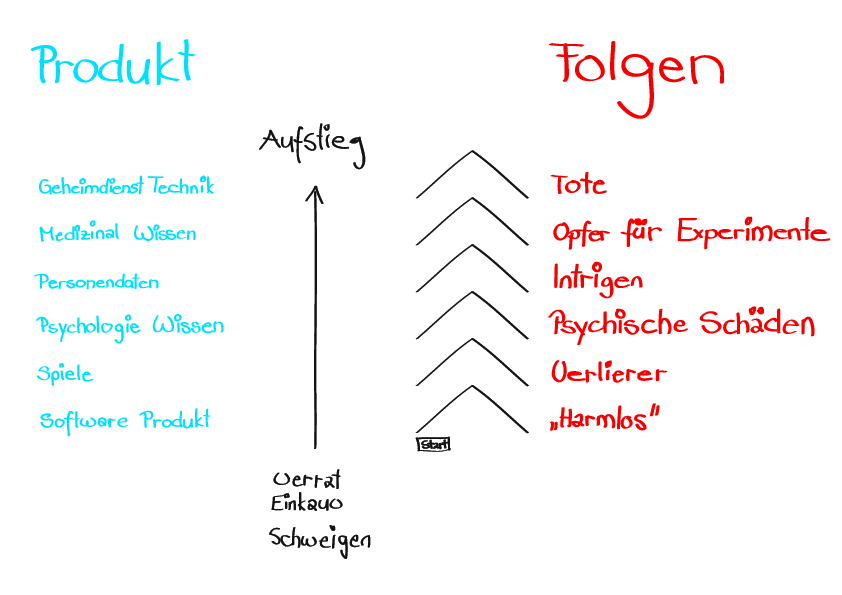 Produkt
Folgen
Aufstieg
Geheimdienst Technik
Tote
Medizinal Wissen
Opfer für Experimente
Personendaten
Intrigen
Psychologie Wissen
Psychische Schäden
Spiele
Verlierer
Software Produkt
„Harmlos"
Start
Verrat
Einkauo
Schweigen